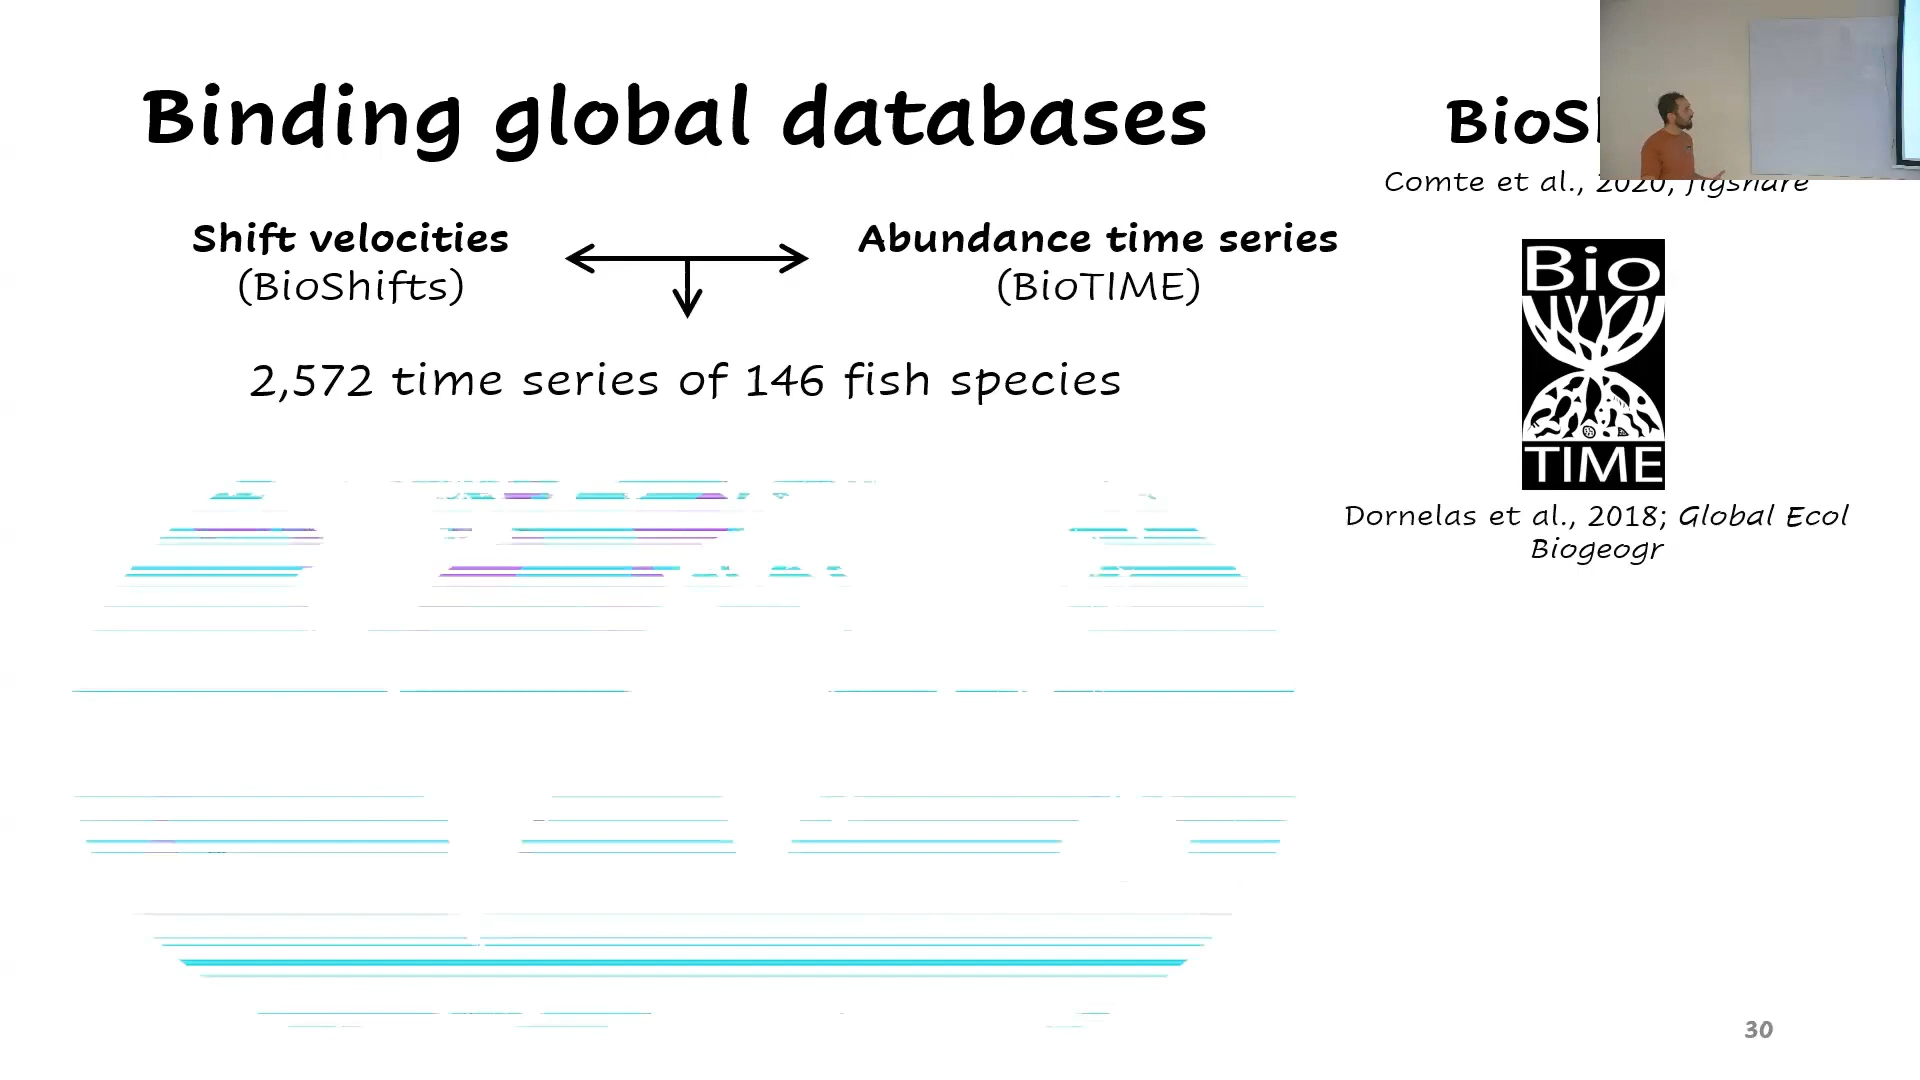 Binding global databases
Comte et al., 2020, figshare
Shift velocities
(BioShifts)
Abundance time series
(BioTIME)
2,572 time series of 146 fish species
Bio
TIME
Dornelas et al., 2018; Global Ecol
Biogeogr
30